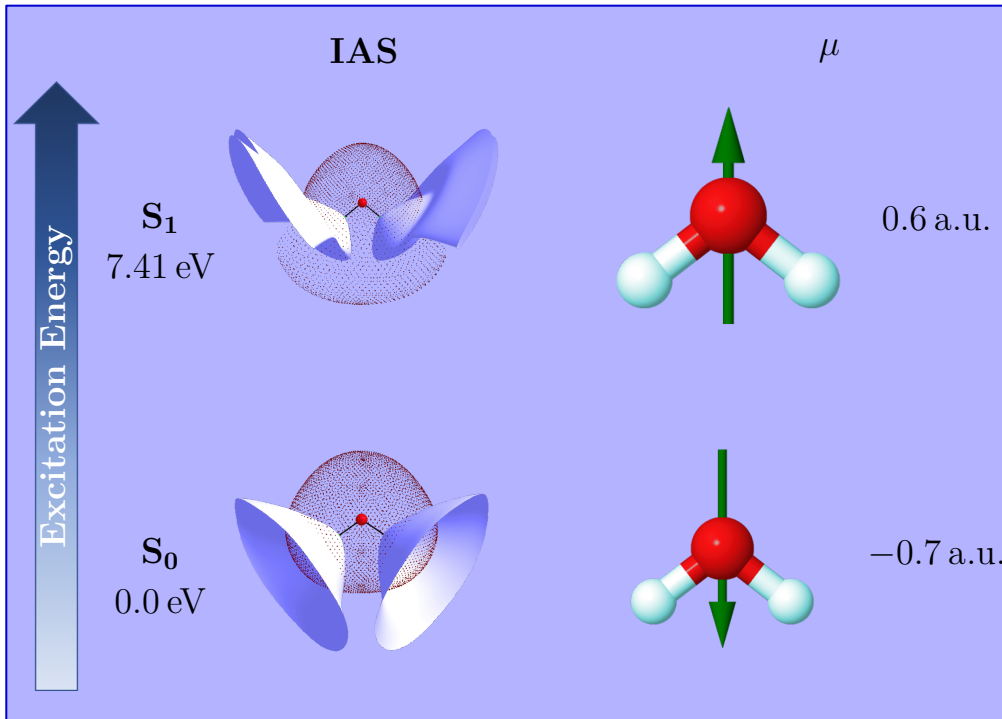 IAS
μ
Excitation Energy
S₁
7.41 eV
0.6 a.u.
S₀
0.0 eV
−0.7 a.u.